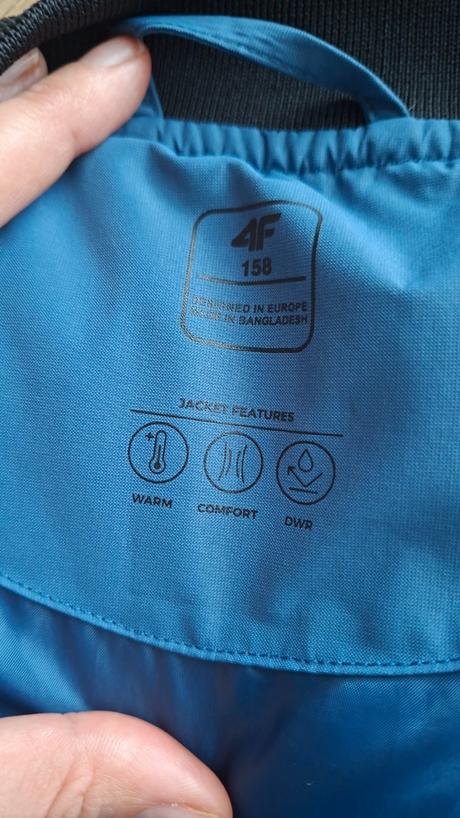 4F
158
DESIGNED IN EUROPE
MADE IN BANGLADESH
JACKET FEATURES
WARM
COMFORT
DWR